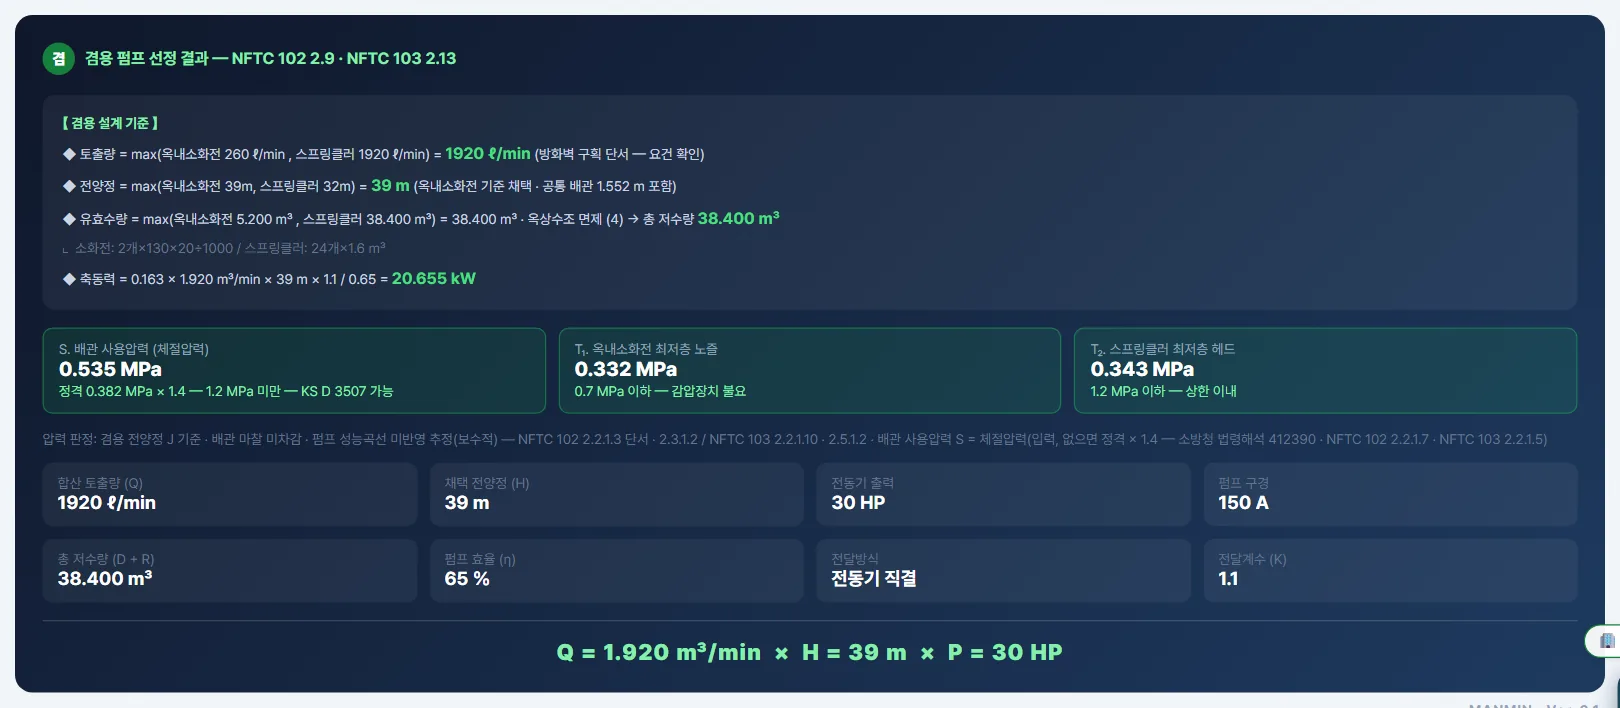 겸 겸용 펌프 선정 결과 — NFTC 102 2.9 · NFTC 103 2.13
【 겸용 설계 기준 】
◆ 토출량 = max(옥내소화전 260 ℓ/min , 스프링클러 1920 ℓ/min) = 1920 ℓ/min (방화벽 구획 단서 — 요건 확인)
◆ 전양정 = max(옥내소화전 39m, 스프링클러 32m) = 39 m (옥내소화전 기준 채택 · 공통 배관 1.552 m 포함)
◆ 유효수량 = max(옥내소화전 5.200 m³ , 스프링클러 38.400 m³) = 38.400 m³ · 옥상수조 면제 (4) → 총 저수량 38.400 m³
ㄴ 소화전: 2개×130×20÷1000 / 스프링클러: 24개×1.6 m³
◆ 축동력 = 0.163 × 1.920 m³/min × 39 m × 1.1 / 0.65 = 20.655 kW
S. 배관 사용압력 (체절압력)
0.535 MPa
정격 0.382 MPa × 1.4 — 1.2 MPa 미만 — KS D 3507 가능
T₁. 옥내소화전 최저층 노즐
0.332 MPa
0.7 MPa 이하 — 감압장치 불요
T₂. 스프링클러 최저층 헤드
0.343 MPa
1.2 MPa 이하 — 상한 이내
압력 판정: 겸용 전양정 J 기준 · 배관 마찰 미차감 · 펌프 성능곡선 미반영 추정(보수적) — NFTC 102 2.2.1.3 단서 · 2.3.1.2 / NFTC 103 2.2.1.10 · 2.5.1.2 · 배관 사용압력 S = 체절압력(입력, 없으면 정격 × 1.4 — 소방청 법령해석 412390 · NFTC 102 2.2.1.7 · NFTC 103 2.2.1.5)
합산 토출량 (Q)
1920 ℓ/min
채택 전양정 (H)
39 m
전동기 출력
30 HP
펌프 구경
150 A
총 저수량 (D + R)
38.400 m³
펌프 효율 (η)
65 %
전달방식
전동기 직결
전달계수 (K)
1.1
Q = 1.920 m³/min × H = 39 m × P = 30 HP